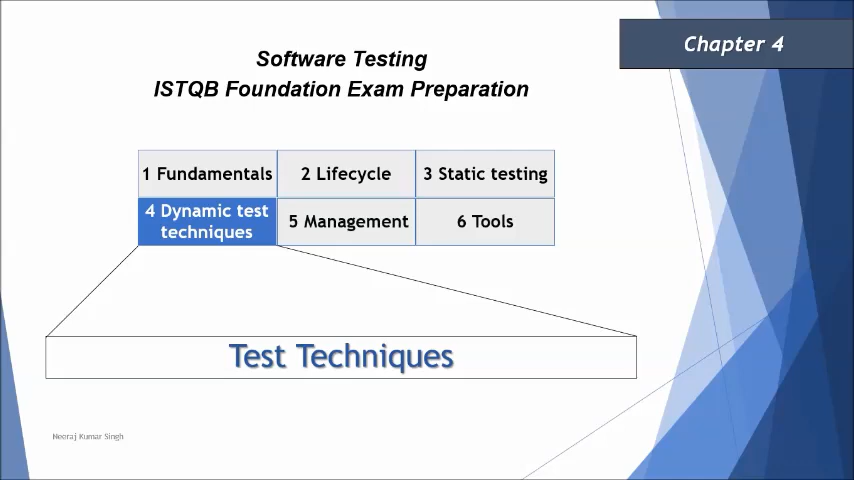 Chapter 4
Software Testing
ISTQB Foundation Exam Preparation
1 Fundamentals
2 Lifecycle
3 Static testing
4 Dynamic test
techniques
5 Management
6 Tools
Test Techniques
Neeraj Kumar Singh